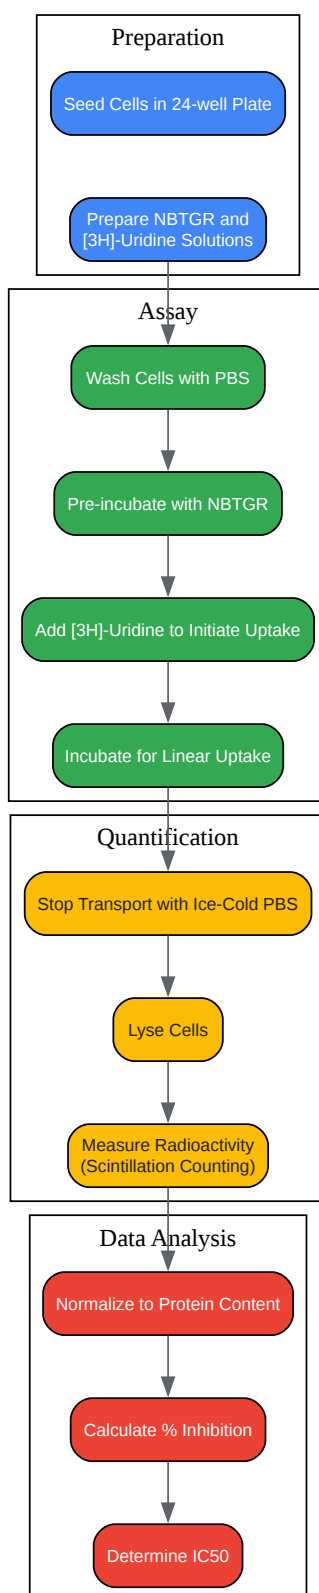 Preparation
Seed Cells in 24-well Plate
Prepare NBTGR and
[3H]-Uridine Solutions
Assay
Wash Cells with PBS
Pre-incubate with NBTGR
Add [3H]-Uridine to Initiate Uptake
Incubate for Linear Uptake
Quantification
Stop Transport with Ice-Cold PBS
Lyse Cells
Measure Radioactivity
(Scintillation Counting)
Data Analysis
Normalize to Protein Content
Calculate % Inhibition
Determine IC50